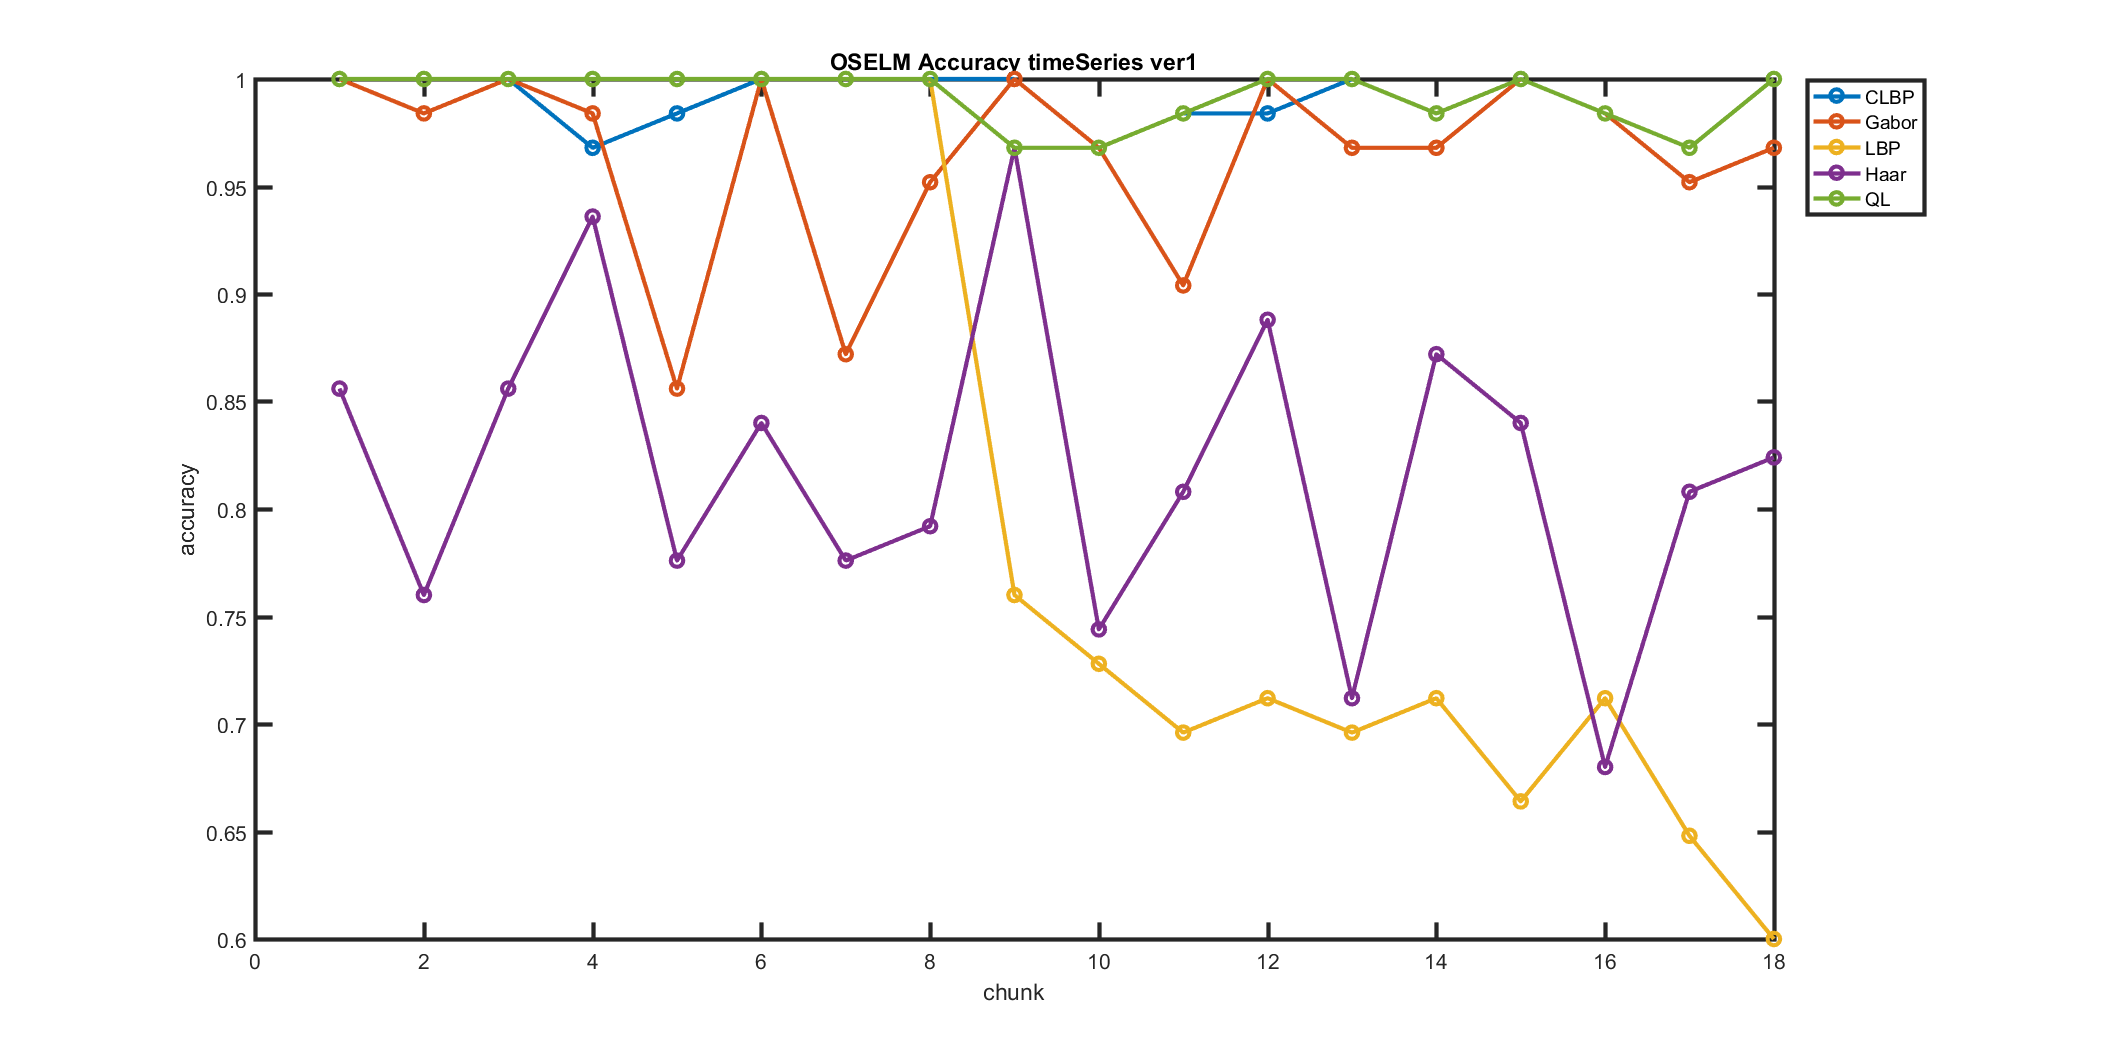 OSELM Accuracy timeSeries ver1
1
0.95
0.9
0.85
0.8
0.75
0.7
0.65
0.6
accuracy
0 2 4 6 8 10 12 14 16 18
chunk
CLBP
Gabor
LBP
Haar
QL